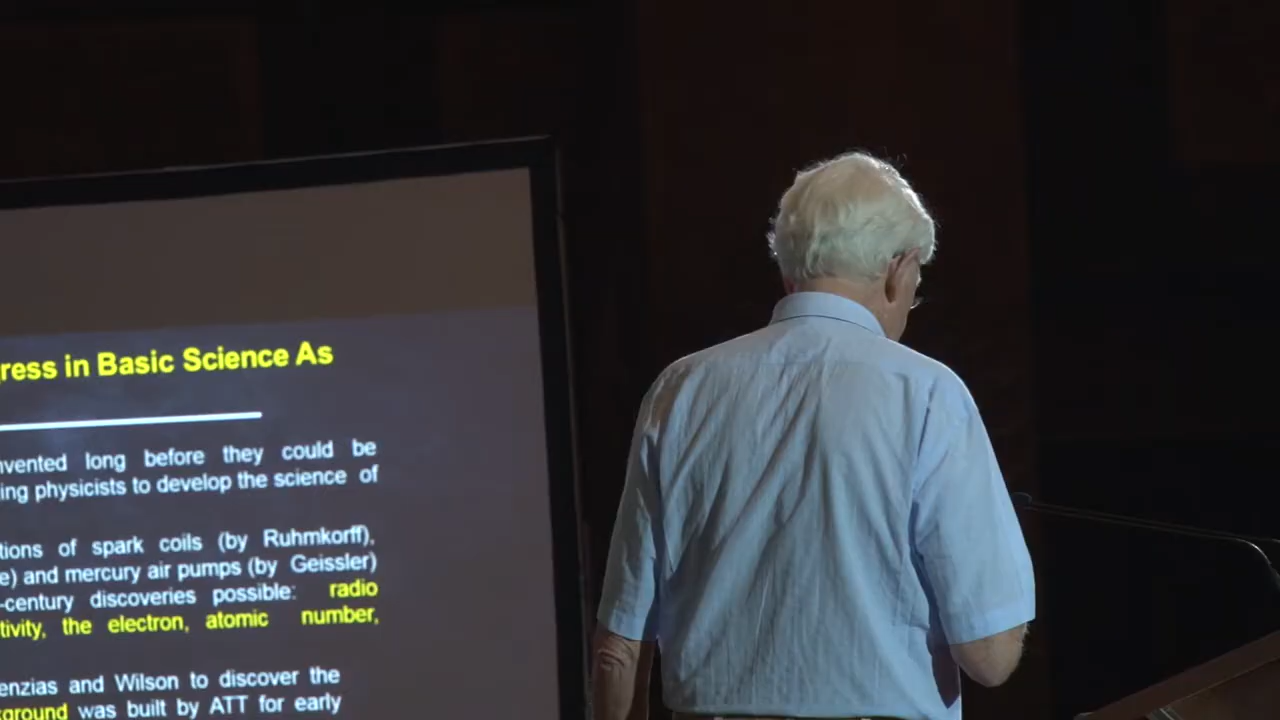 ress in Basic Science As
nvented long before they could be
ing physicists to develop the science of
tions of spark coils (by Ruhmkorff),
e) and mercury air pumps (by Geissler)
-century discoveries possible: radio
tivity, the electron, atomic number,
enzias and Wilson to discover the
kground was built by ATT for early